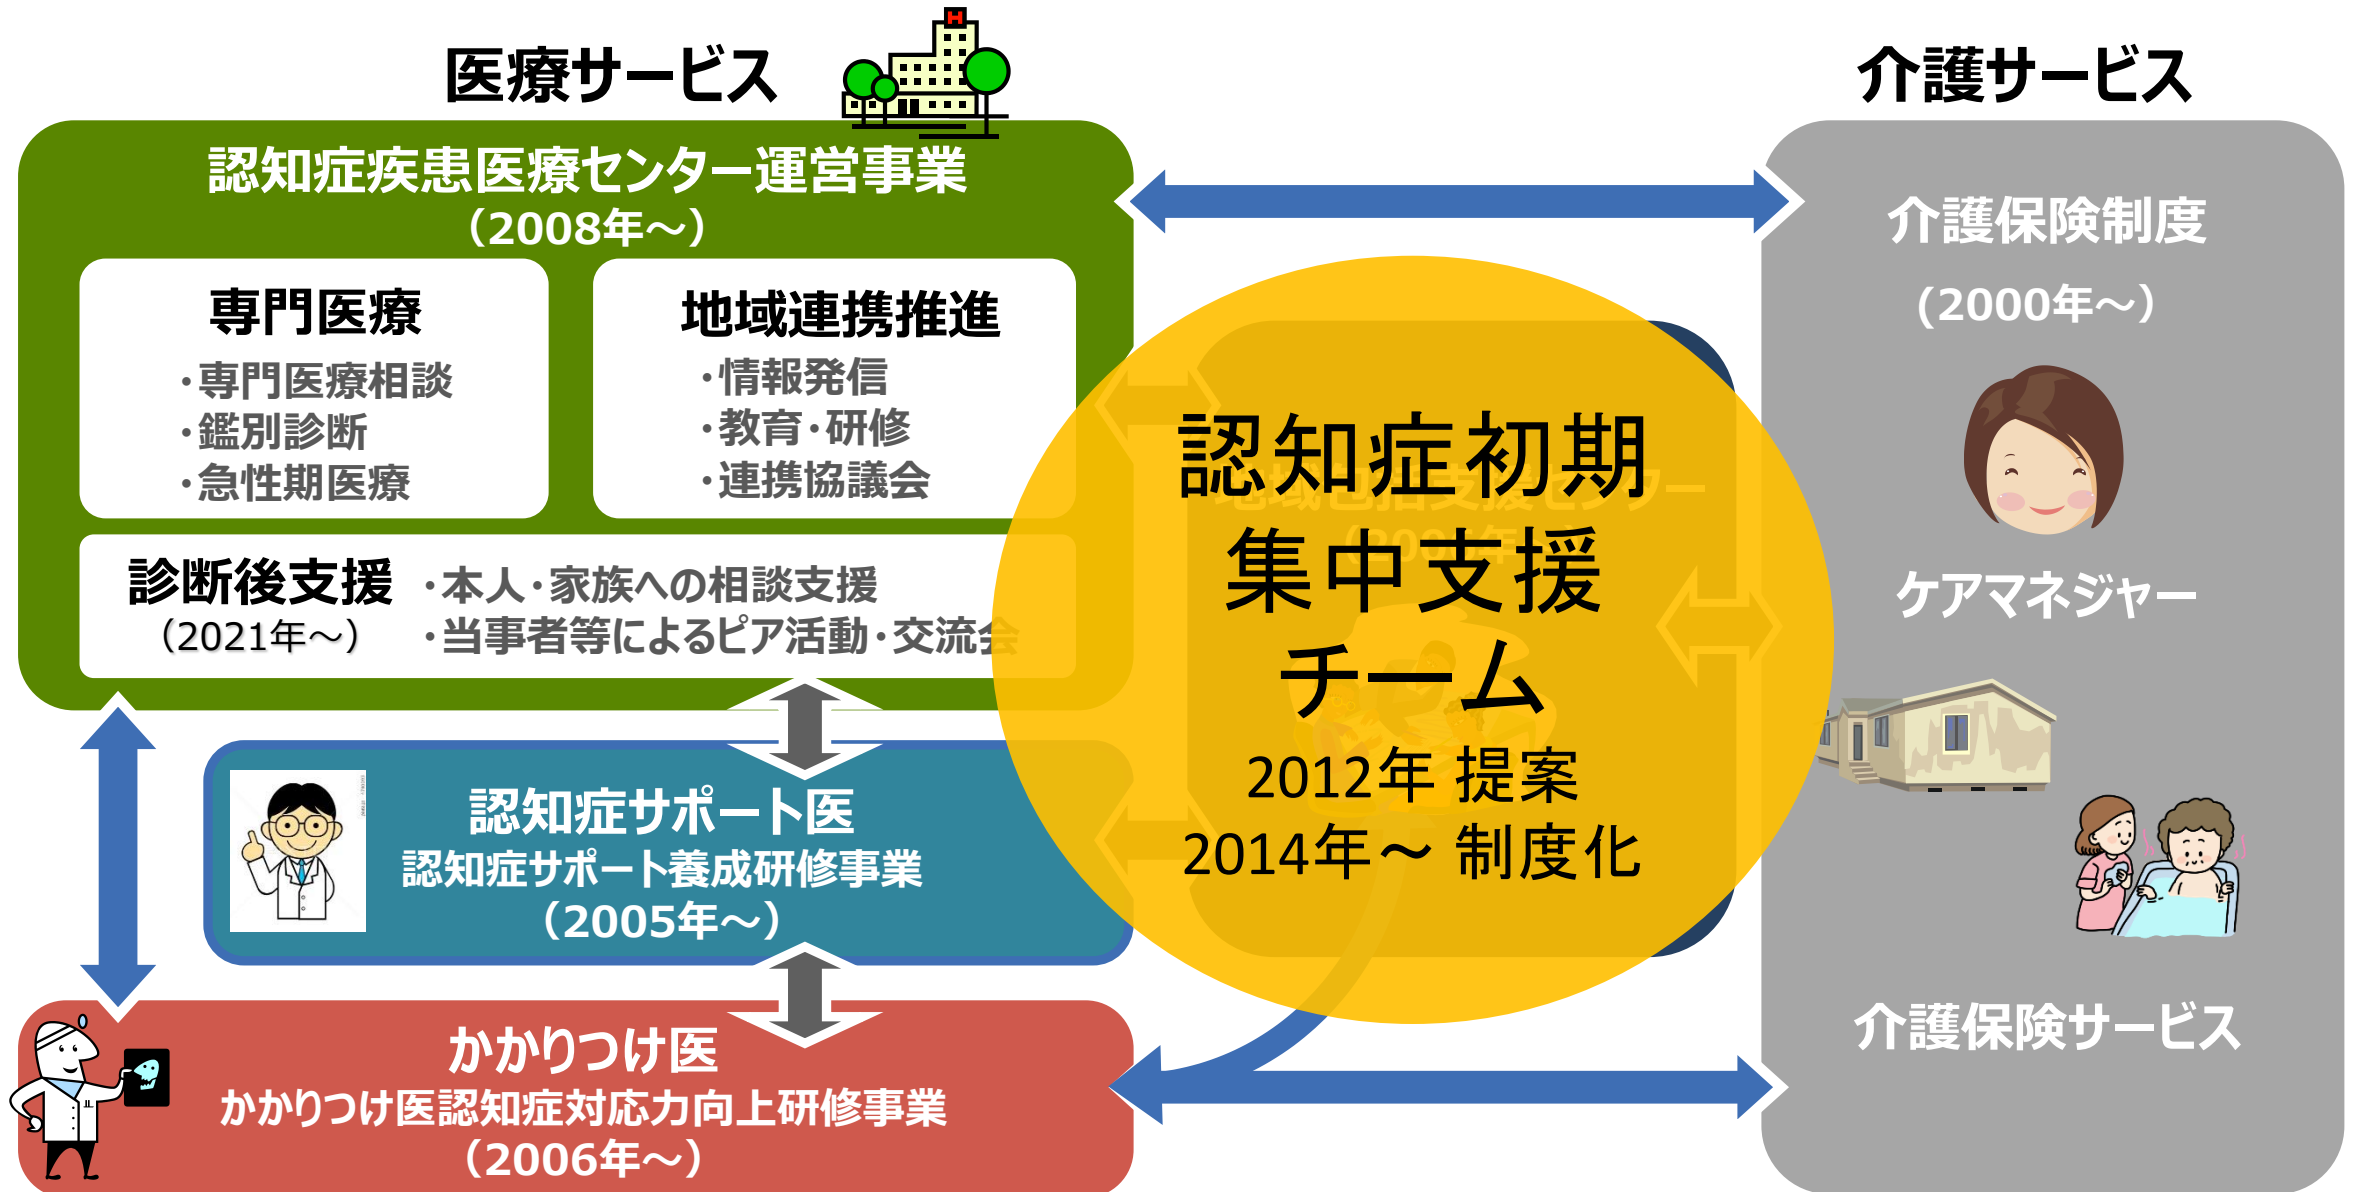 医療サービス
認知症疾患医療センター運営事業
（2008年～）
専門医療
・専門医療相談
・鑑別診断
・急性期医療
地域連携推進
・情報発信
・教育・研修
・連携協議会
診断後支援
（2021年～）
・本人・家族への相談支援
・当事者等によるピア活動・交流会
認知症サポート医
認知症サポート養成研修事業
（2005年～）
かかりつけ医
かかりつけ医認知症対応力向上研修事業
（2006年～）
地域包括支援センター
認知症初期
集中支援
チーム
2012年 提案
2014年～ 制度化
介護サービス
介護保険制度
(2000年～）
ケアマネジャー
介護保険サービス
H